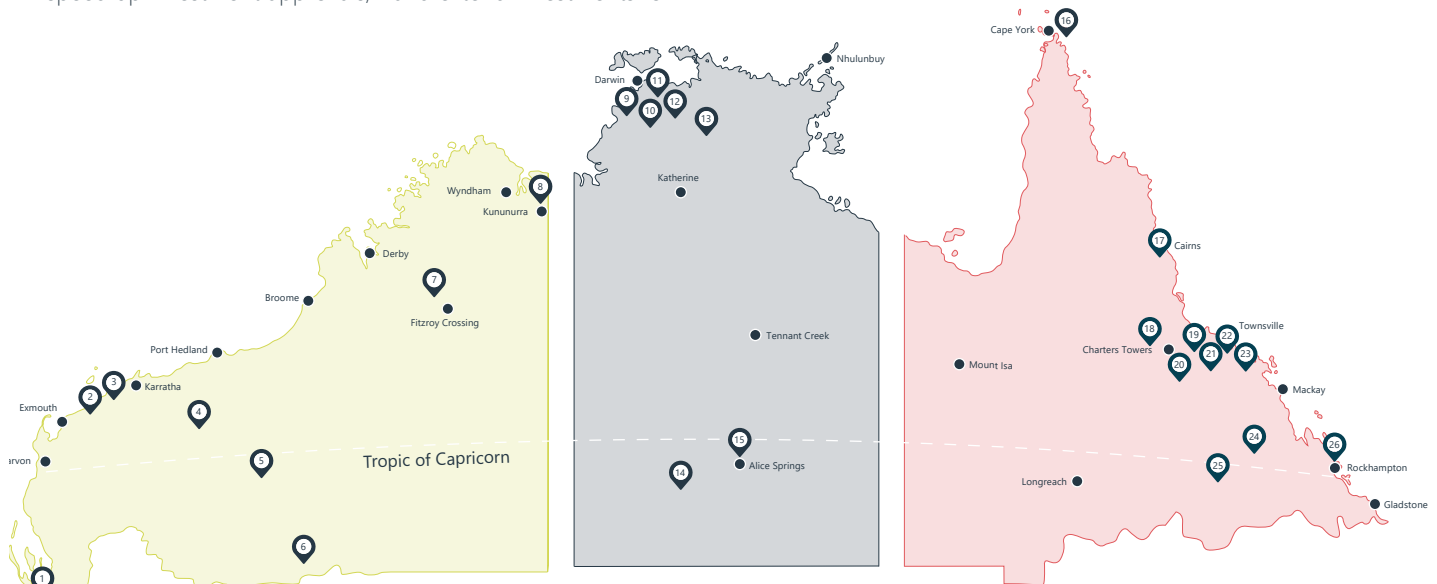 16
Cape York
Nhulunbuy
Darwin
11
9
10
12
13
Katherine
Wyndham
8
Kununurra
17
Cairns
Derby
7
Broome
Fitzroy Crossing
Tennant Creek
18
19
22
Townsville
Port Hedland
Charters Towers
21
23
20
Mount Isa
3
Karratha
2
Mackay
Exmouth
4
15
24
26
Tropic of Capricorn
5
arvon
14
Alice Springs
25
Rockhampton
Longreach
Gladstone
6
1